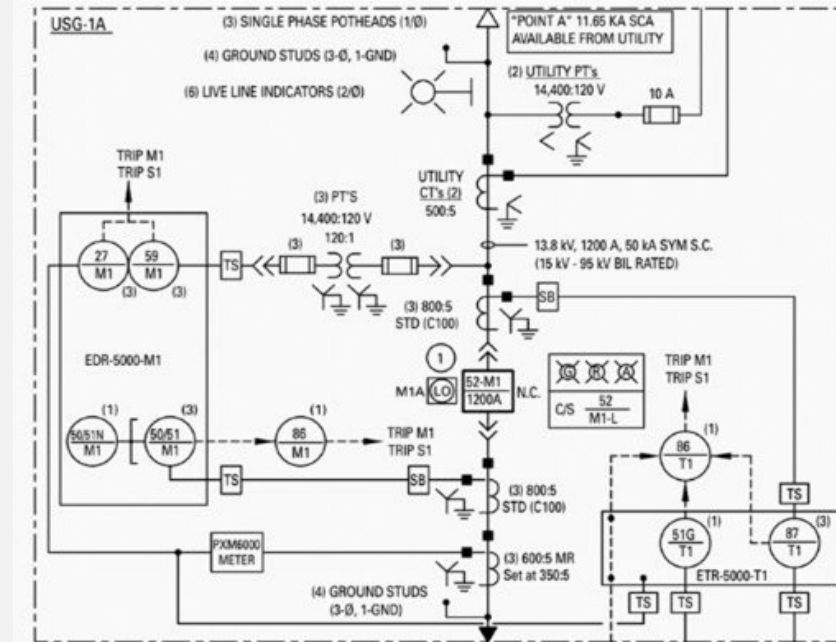 USG-1A
(3) SINGLE PHASE POTHEADS (1/Ø)
"POINT A" 11.65 KA SCA
AVAILABLE FROM UTILITY
(4) GROUND STUDS (3-Ø, 1-GND)
(2) UTILITY PT's
14,400:120 V
10 A
(6) LIVE LINE INDICATORS (2/Ø)
TRIP M1
TRIP S1
UTILITY
CT's (2)
500:5
(3) PT'S
14,400:120 V
120:1
27
M1
(3)
59
M1
(3)
TS
(3)
(3)
13.8 kV, 1200 A, 50 kA SYM S.C.
(15 kV - 95 kV BIL RATED)
(3) 800:5
STD (C100)
SB
EDR-5000-M1
1
M1A
LO
52-M1
1200A
N.C.
G R A
C/S 52
M1-L
TRIP M1
TRIP S1
50/51N
M1
(1)
50/51
M1
(3)
86
M1
(1)
TRIP M1
TRIP S1
86
T1
(1)
TS
SB
(3) 800:5
STD (C100)
TS
51G
T1
(1)
87
T1
(3)
ETR-5000-T1
PXM6000
METER
(3) 600:5 MR
Set at 350:5
(4) GROUND STUDS
(3-Ø, 1-GND)
TS
TS
TS